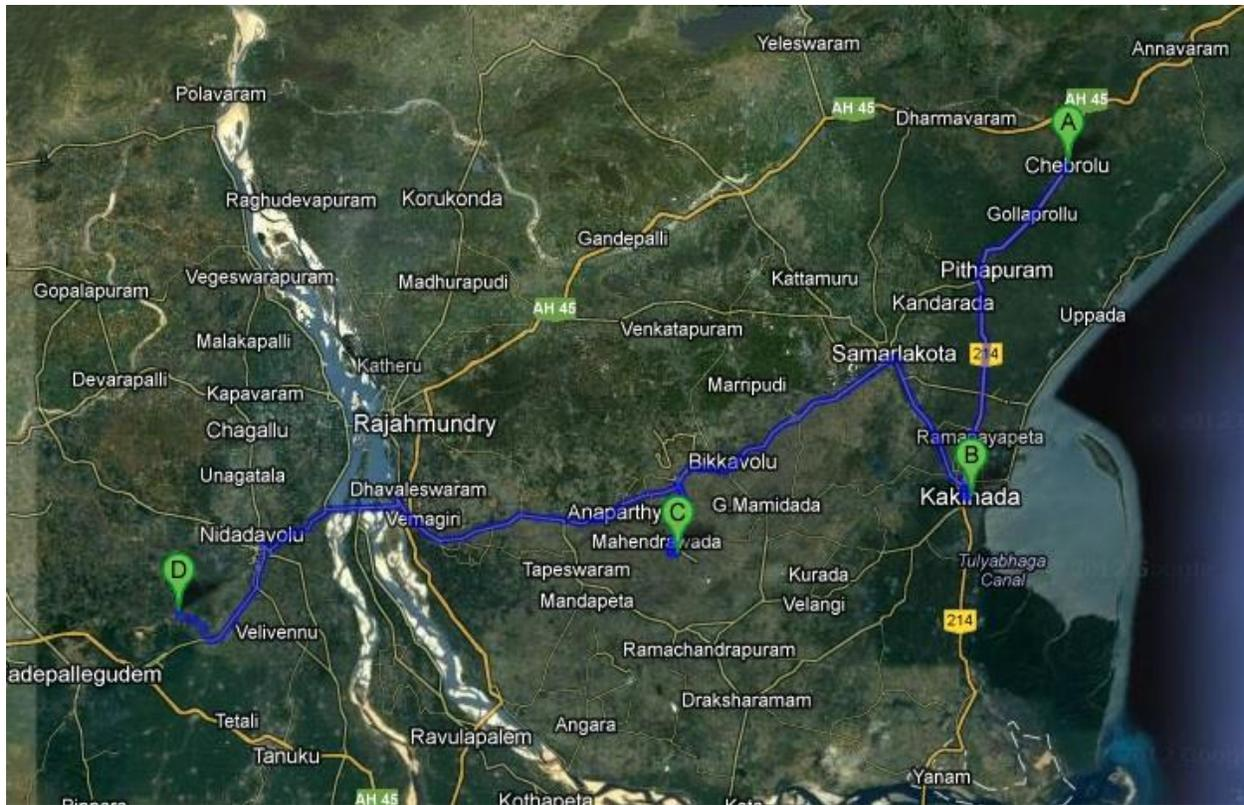 Yeleswaram
Annavaram
Polavaram
AH 45
AH 45
Dharmavaram
A
Chebrolu
Raghudevapuram
Korukonda
Gollaprollu
Gandepalli
Pithapuram
Vegeswarapuram
Madhurapudi
Kattamuru
Gopalapuram
Kandarada
AH 45
Uppada
Venkatapuram
Malakapalli
Samarlakota
214
Katheru
Devarapalli
Marripudi
Kapavaram
Rajahmundry
Chagallu
Ramanayapeta
B
Bikkavolu
Unagatala
Dhavaleswaram
Kakinada
G.Mamidada
Anaparthy
C
Vemagiri
Nidadavolu
Mahendrawada
Tulyabhaga
Canal
D
Tapeswaram
Kurada
Mandapeta
Velangi
Velivennu
214
Ramachandrapuram
adepallegudem
Draksharamam
Tetali
Angara
Ravulapalem
Tanuku
Yanam
AH 45
Kothapeta